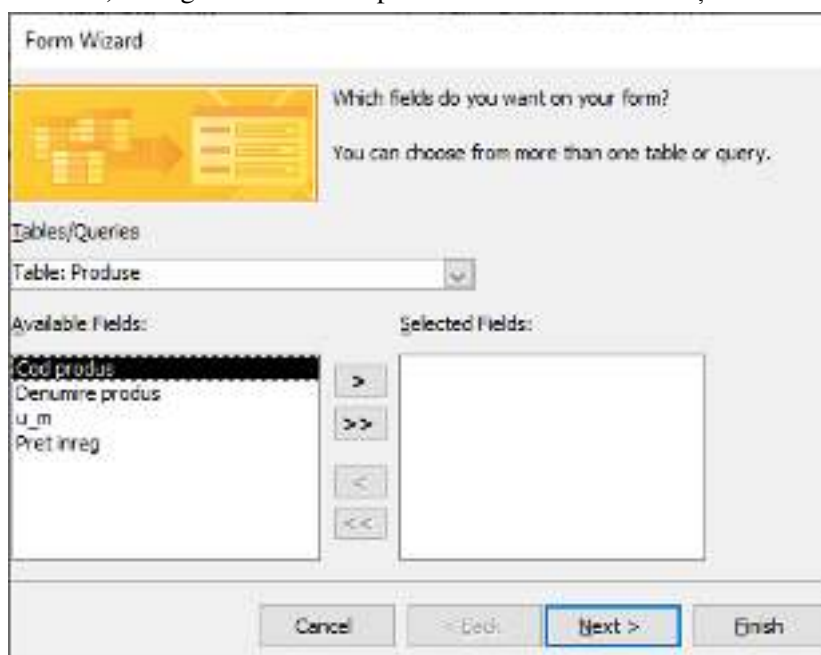 Form Wizard
Which fields do you want on your form?
You can choose from more than one table or query.
Tables/Queries
Table: Produse
Available Fields:
Selected Fields:
Cod produs
Denumire produs
u_m
Pret inreg
>
>>
<
<<
Cancel
< Back
Next >
Finish